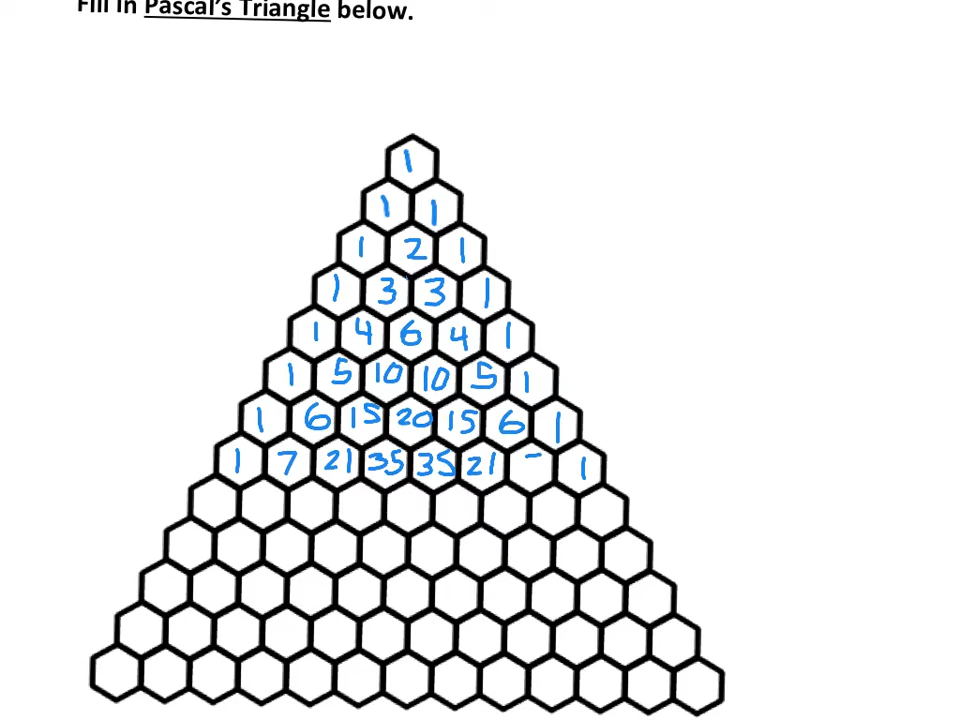 Fill in Pascal's Triangle below.
1
1 1
1 2 1
1 3 3 1
1 4 6 4 1
1 5 10 10 5 1
1 6 15 20 15 6 1
1 7 21 35 35 21 - 1